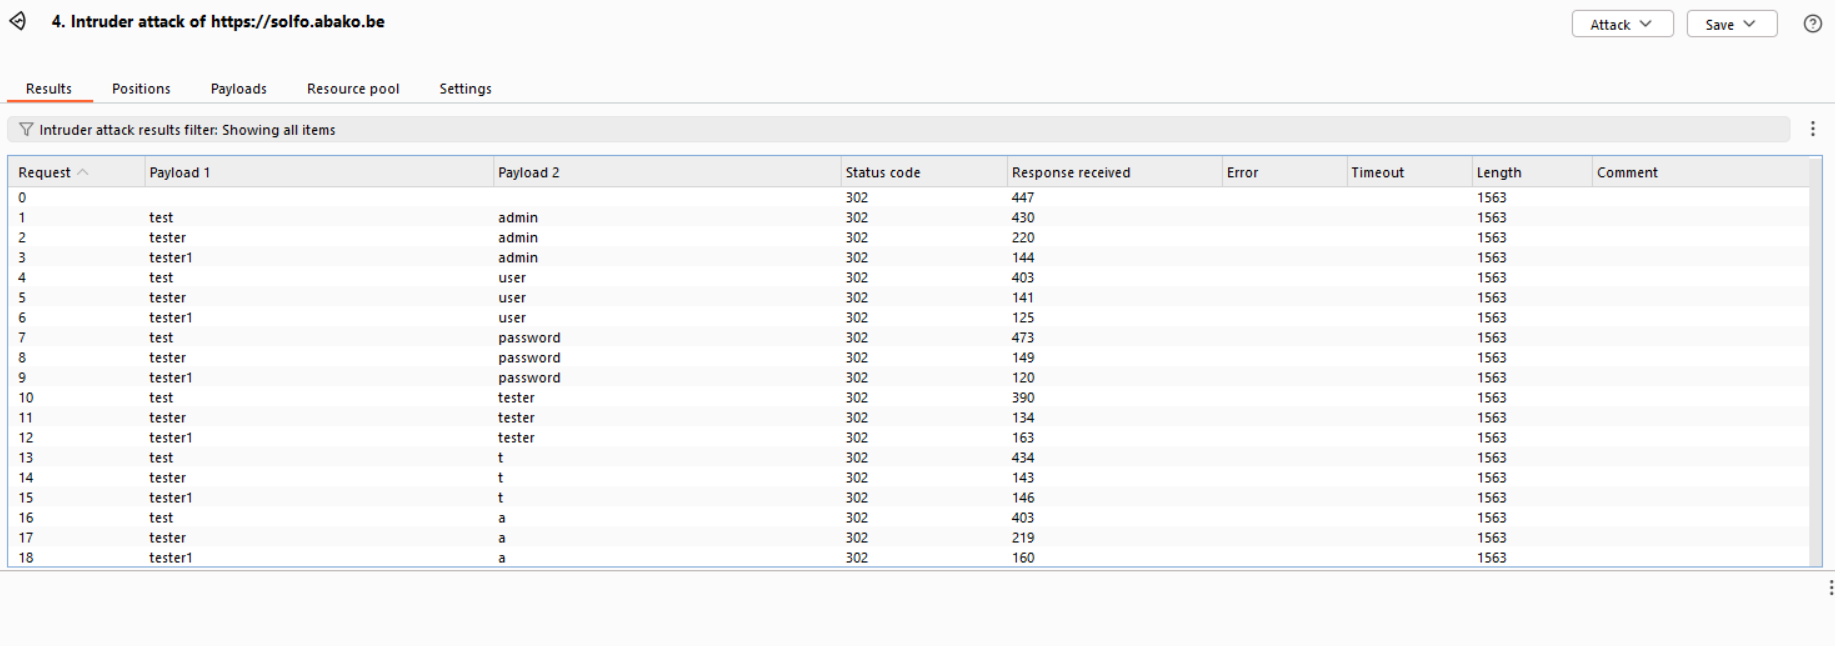 4. Intruder attack of https://solfo.abako.be Attack Save
Results Positions Payloads Resource pool Settings
Intruder attack results filter: Showing all items
Request Payload 1 Payload 2 Status code Response received Error Timeout Length Comment
0 302 447 1563
1 test admin 302 430 1563
2 tester admin 302 220 1563
3 tester1 admin 302 144 1563
4 test user 302 403 1563
5 tester user 302 141 1563
6 tester1 user 302 125 1563
7 test password 302 473 1563
8 tester password 302 149 1563
9 tester1 password 302 120 1563
10 test tester 302 390 1563
11 tester tester 302 134 1563
12 tester1 tester 302 163 1563
13 test t 302 434 1563
14 tester t 302 143 1563
15 tester1 t 302 146 1563
16 test a 302 403 1563
17 tester a 302 219 1563
18 tester1 a 302 160 1563